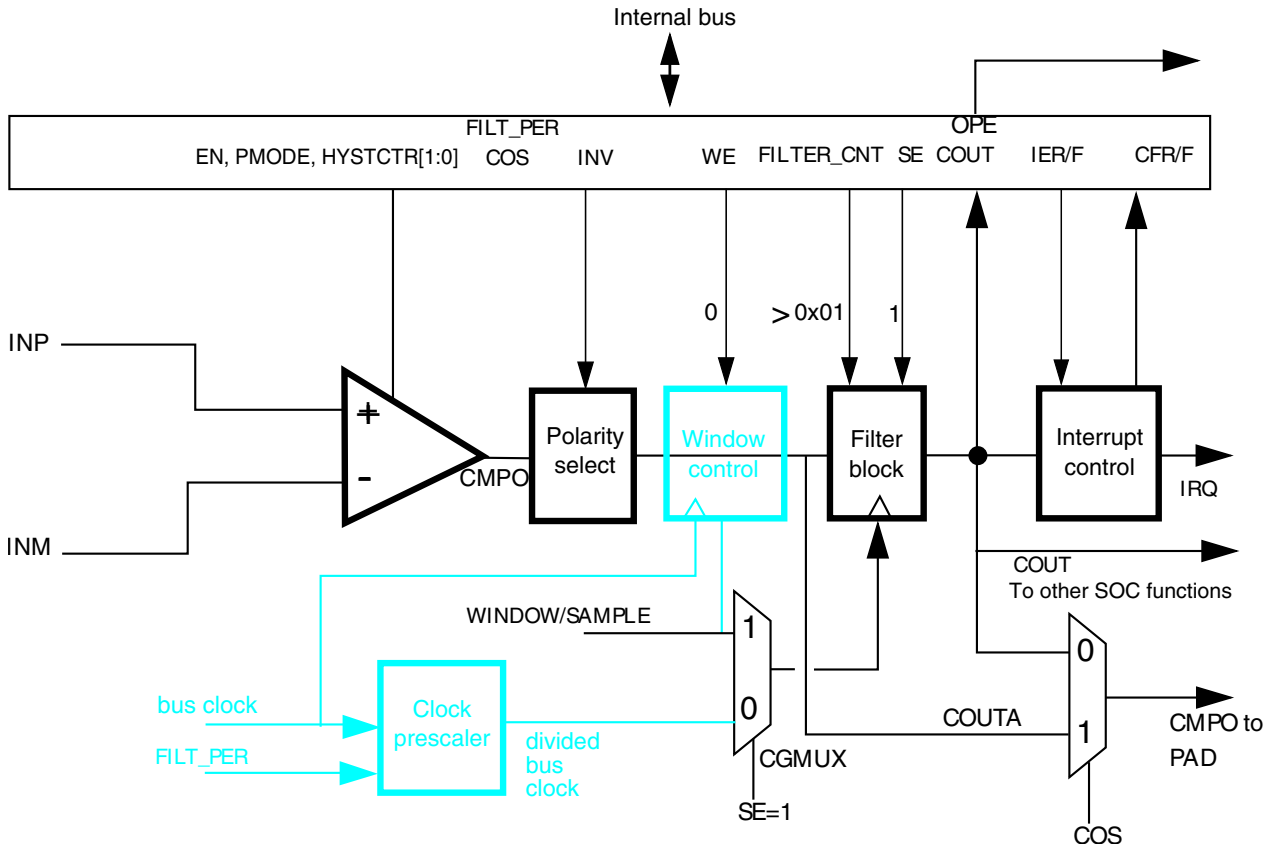 Internal bus
FILT_PER
OPE
EN, PMODE, HYSTCTR[1:0] COS INV WE FILTER_CNT SE COUT IER/F CFR/F
0 > 0x01 1
INP
+
-
INM
CMPO
Polarity
select
Window
control
Filter
block
Interrupt
control
IRQ
COUT
To other SOC functions
WINDOW/SAMPLE
1
0
CGMUX
SE=1
bus clock
FILT_PER
Clock
prescaler
divided
bus
clock
COUTA
0
1
COS
CMPO to
PAD